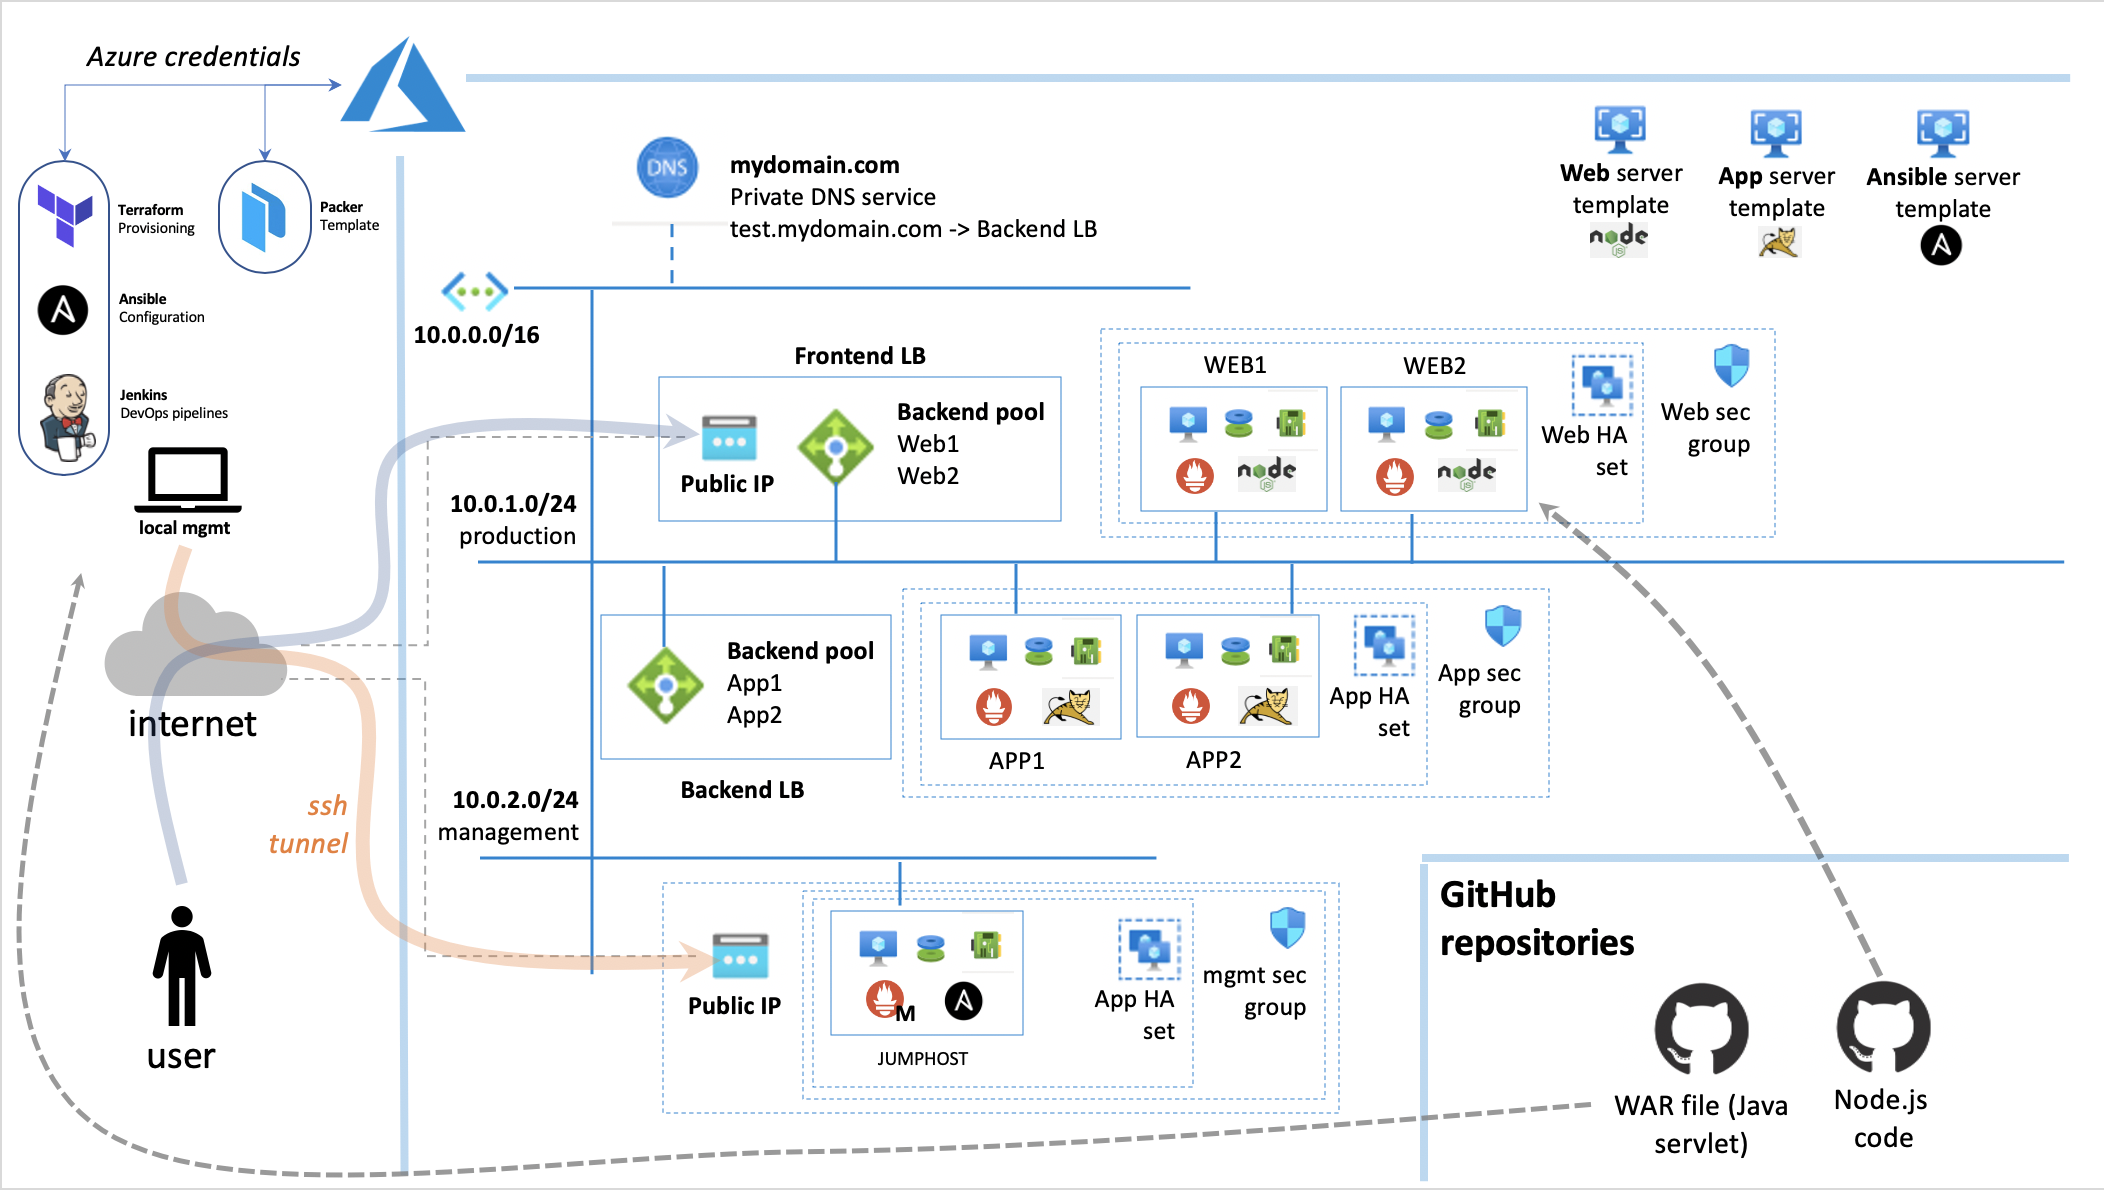 Azure credentials
Terraform
Provisioning
Packer
Template
Ansible
Configuration
Jenkins
DevOps pipelines
local mgmt
internet
ssh
tunnel
user
DNS
mydomain.com
Private DNS service
test.mydomain.com -> Backend LB
Web server
template
node
JS
App server
template
Ansible server
template
10.0.0.0/16
Frontend LB
Public IP
Backend pool
Web1
Web2
WEB1
node
JS
WEB2
node
JS
Web HA
set
Web sec
group
10.0.1.0/24
production
Backend pool
App1
App2
Backend LB
APP1
APP2
App HA
set
App sec
group
10.0.2.0/24
management
Public IP
M
JUMPHOST
App HA
set
mgmt sec
group
GitHub
repositories
WAR file (Java
servlet)
Node.js
code